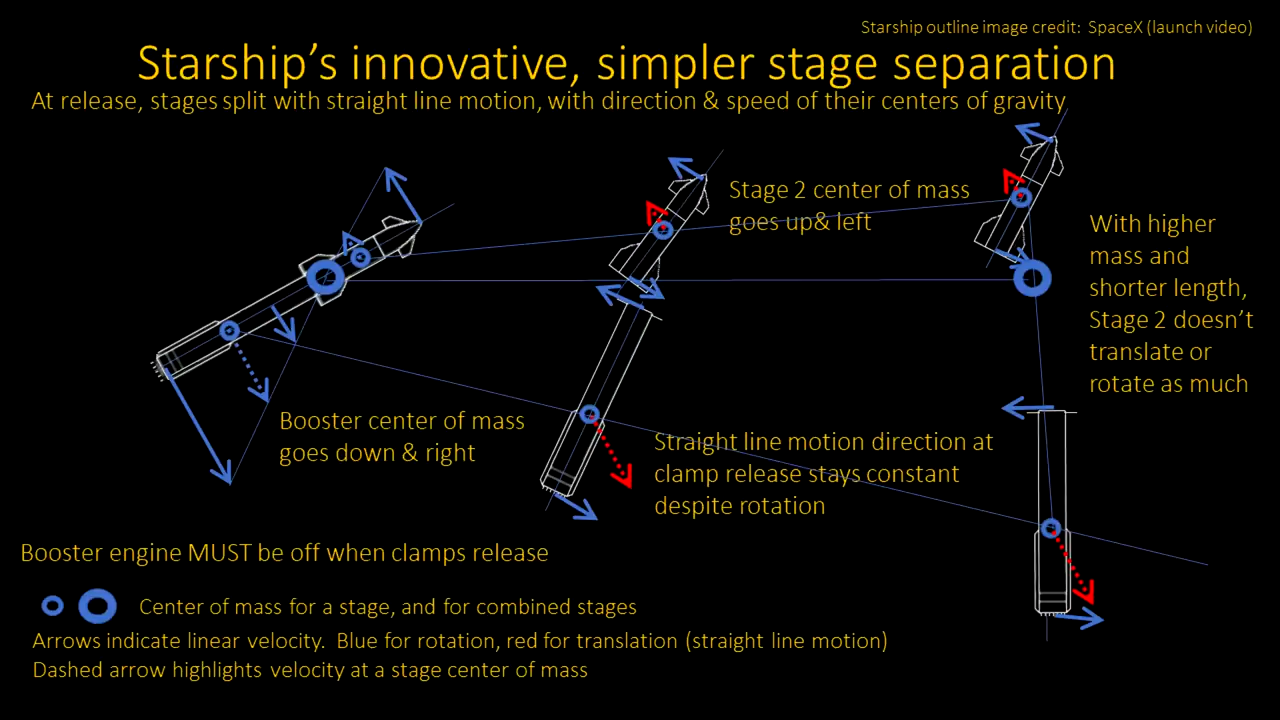 Starship outline image credit: SpaceX (launch video)
Starship's innovative, simpler stage separation
At release, stages split with straight line motion, with direction & speed of their centers of gravity
Stage 2 center of mass
goes up& left
With higher
mass and
shorter length,
Stage 2 doesn't
translate or
rotate as much
Booster center of mass
goes down & right
Straight line motion direction at
clamp release stays constant
despite rotation
Booster engine MUST be off when clamps release
Center of mass for a stage, and for combined stages
Arrows indicate linear velocity. Blue for rotation, red for translation (straight line motion)
Dashed arrow highlights velocity at a stage center of mass